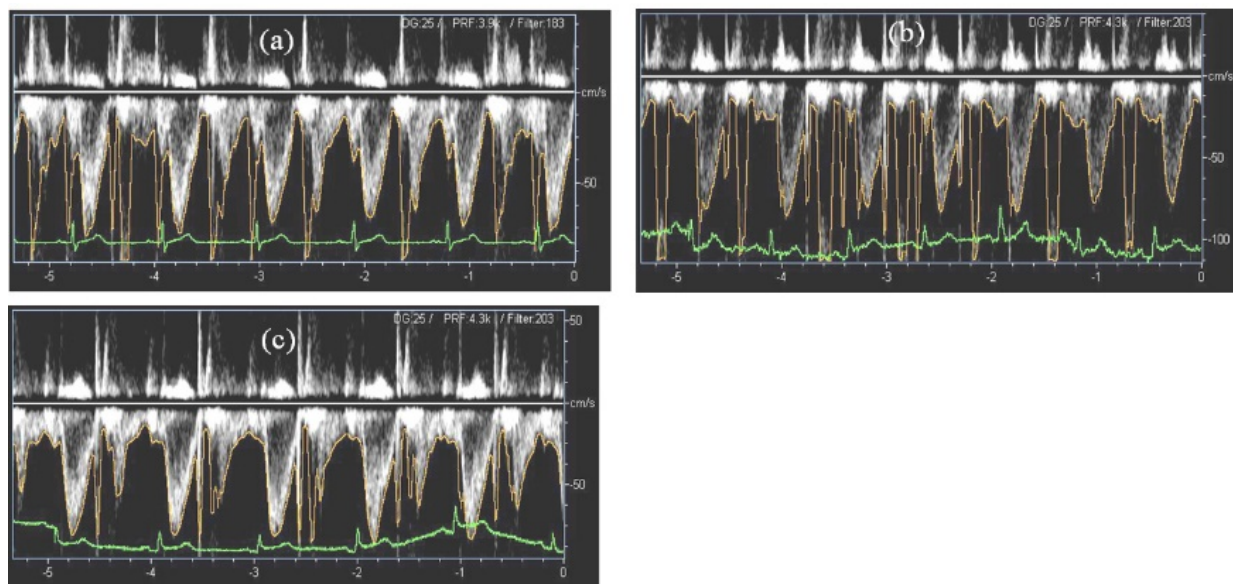 DG:25 / PRF:3.9k / Filter:183
(a)
cm/s
-50
-5 -4 -3 -2 -1 0
DG:25 / PRF:4.3k / Filter:203
(b)
cm/s
-50
-100
-5 -4 -3 -2 -1 0
DG:25 / PRF:4.3k / Filter:203
-50
(c)
cm/s
-50
-5 -4 -3 -2 -1 0